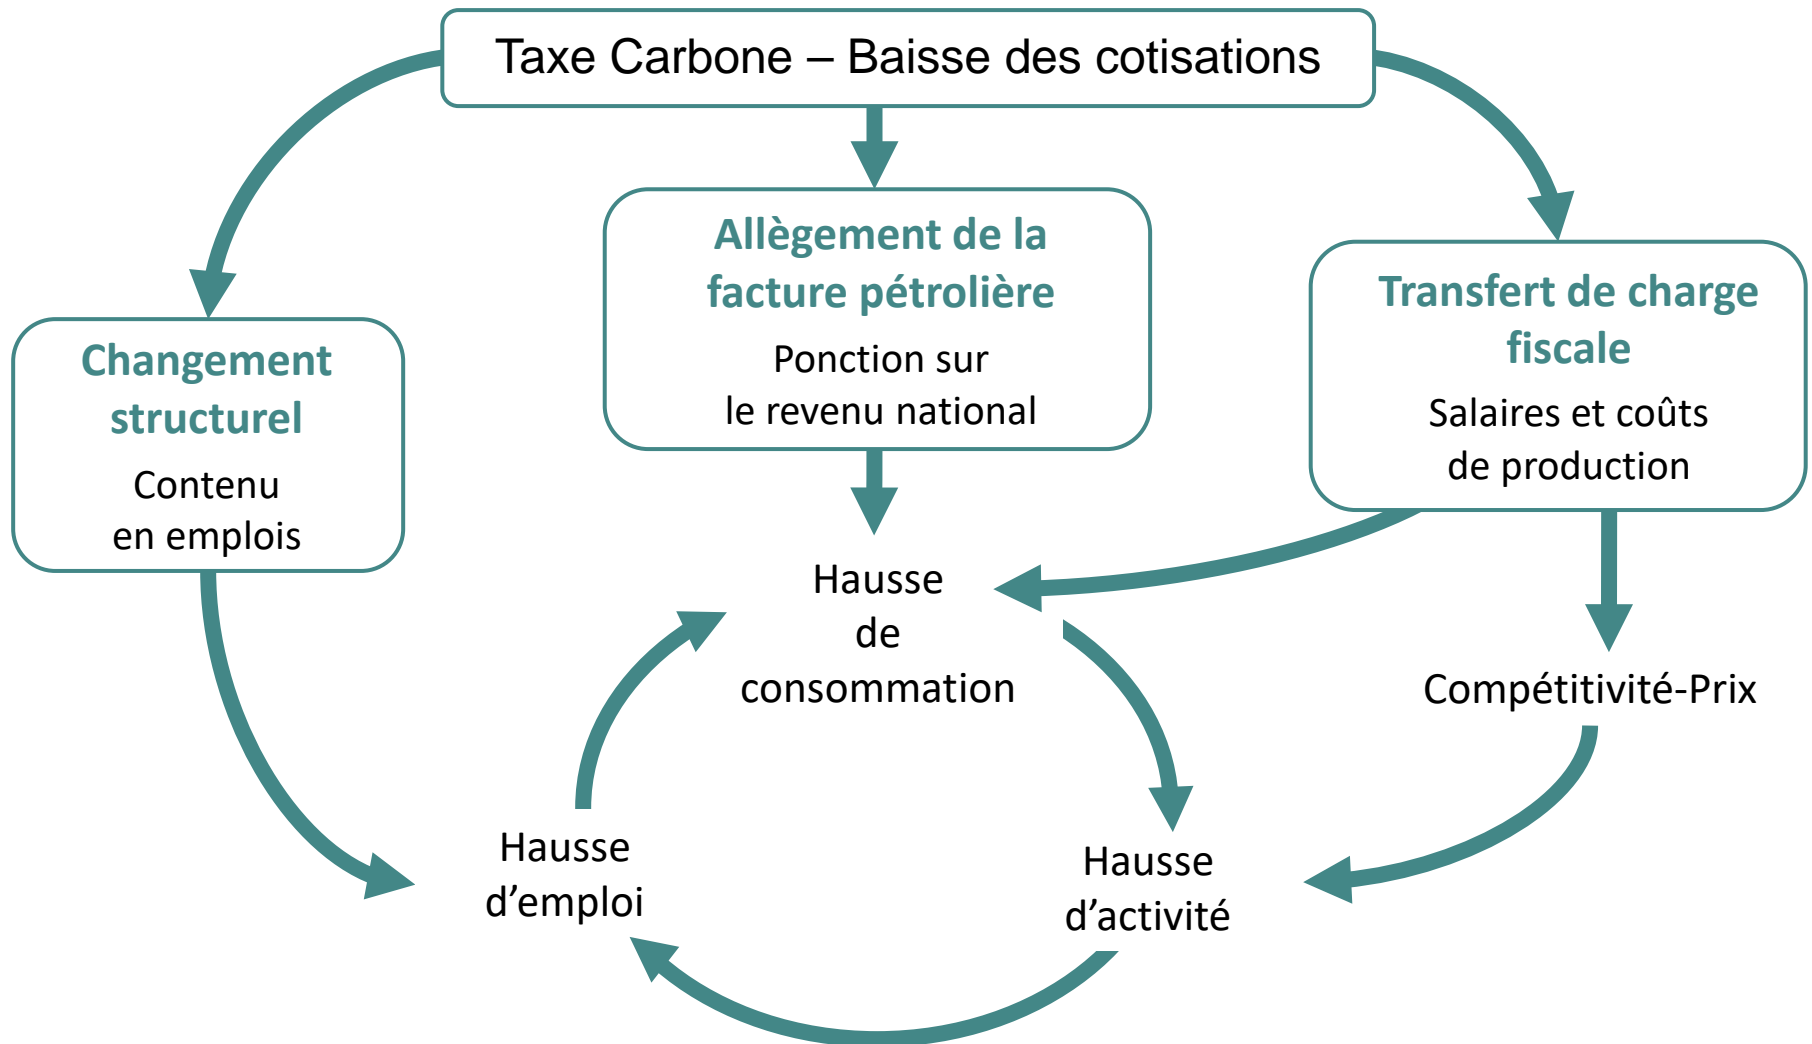 Taxe Carbone – Baisse des cotisations
Changement
structurel
Contenu
en emplois
Allègement de la
facture pétrolière
Ponction sur
le revenu national
Transfert de charge
fiscale
Salaires et coûts
de production
Hausse
de
consommation
Compétitivité-Prix
Hausse
d’emploi
Hausse
d’activité